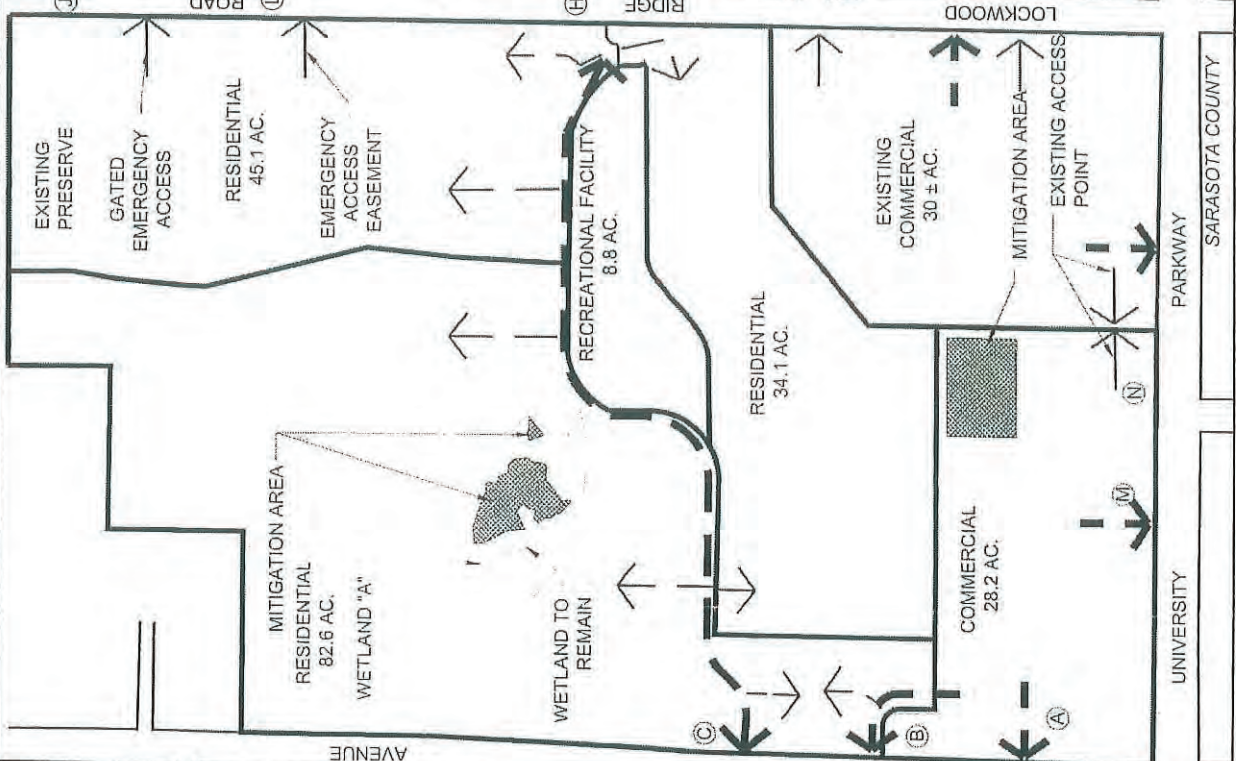 J
ROAD
I
H
RIDGE
LOCKWOOD
EXISTING
PRESERVE
GATED
EMERGENCY
ACCESS
RESIDENTIAL
45.1 AC.
EMERGENCY
ACCESS
EASEMENT
RECREATIONAL FACILITY
8.8 AC.
EXISTING
COMMERCIAL
30 ± AC.
MITIGATION AREA
EXISTING ACCESS
POINT
MITIGATION AREA
RESIDENTIAL
82.6 AC.
WETLAND "A"
WETLAND TO
REMAIN
RESIDENTIAL
34.1 AC.
COMMERCIAL
28.2 AC.
N
M
C
B
A
AVENUE
UNIVERSITY
PARKWAY
SARASOTA COUNTY